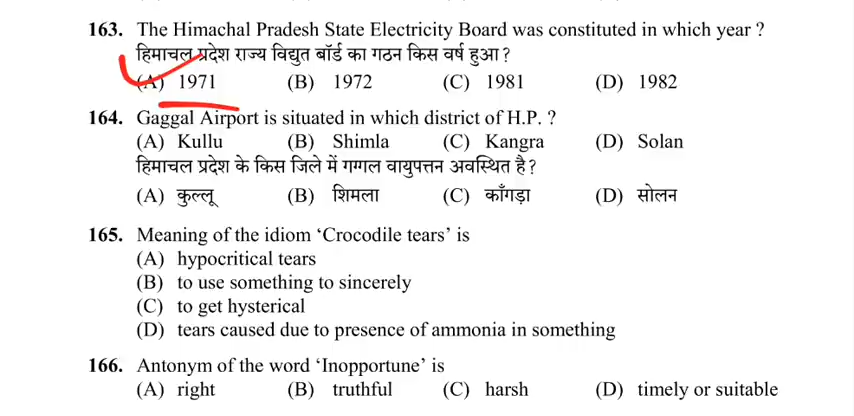 163. The Himachal Pradesh State Electricity Board was constituted in which year ?
हिमाचल प्रदेश राज्य विद्युत बॉर्ड का गठन किस वर्ष हुआ ?
(A) 1971 (B) 1972 (C) 1981 (D) 1982
164. Gaggal Airport is situated in which district of H.P. ?
(A) Kullu (B) Shimla (C) Kangra (D) Solan
हिमाचल प्रदेश के किस जिले में गग्गल वायुपत्तन अवस्थित है ?
(A) कुल्लू (B) शिमला (C) काँगड़ा (D) सोलन
165. Meaning of the idiom ‘Crocodile tears’ is
(A) hypocritical tears
(B) to use something to sincerely
(C) to get hysterical
(D) tears caused due to presence of ammonia in something
166. Antonym of the word ‘Inopportune’ is
(A) right (B) truthful (C) harsh (D) timely or suitable